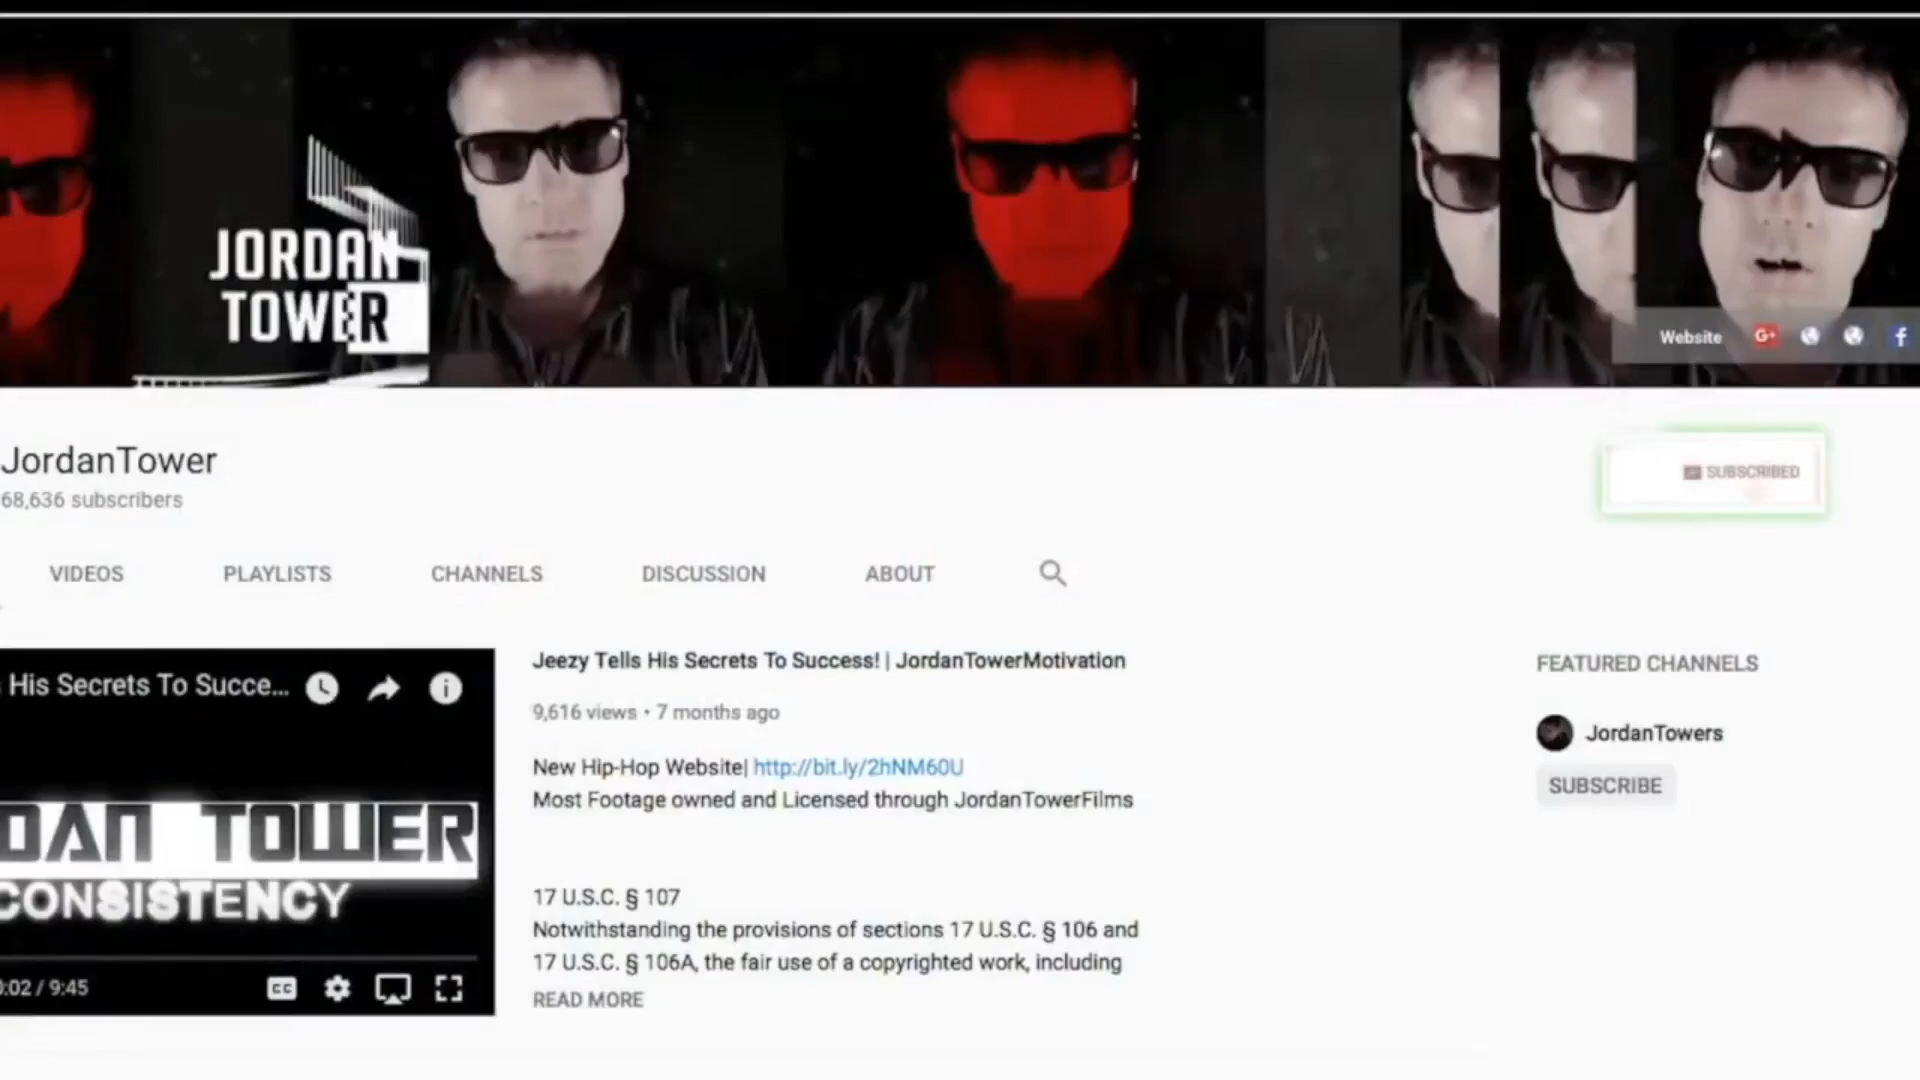 JORDAN
TOWER
Website
JordanTower
68,636 subscribers
SUBSCRIBED
VIDEOS PLAYLISTS CHANNELS DISCUSSION ABOUT
His Secrets To Succe...
DAN TOWER
CONSISTENCY
:02 / 9:45
CC
Jeezy Tells His Secrets To Success! | JordanTowerMotivation
9,616 views • 7 months ago
New Hip-Hop Website| http://bit.ly/2hNM60U
Most Footage owned and Licensed through JordanTowerFilms
17 U.S.C. § 107
Notwithstanding the provisions of sections 17 U.S.C. § 106 and
17 U.S.C. § 106A, the fair use of a copyrighted work, including
READ MORE
FEATURED CHANNELS
JordanTowers
SUBSCRIBE